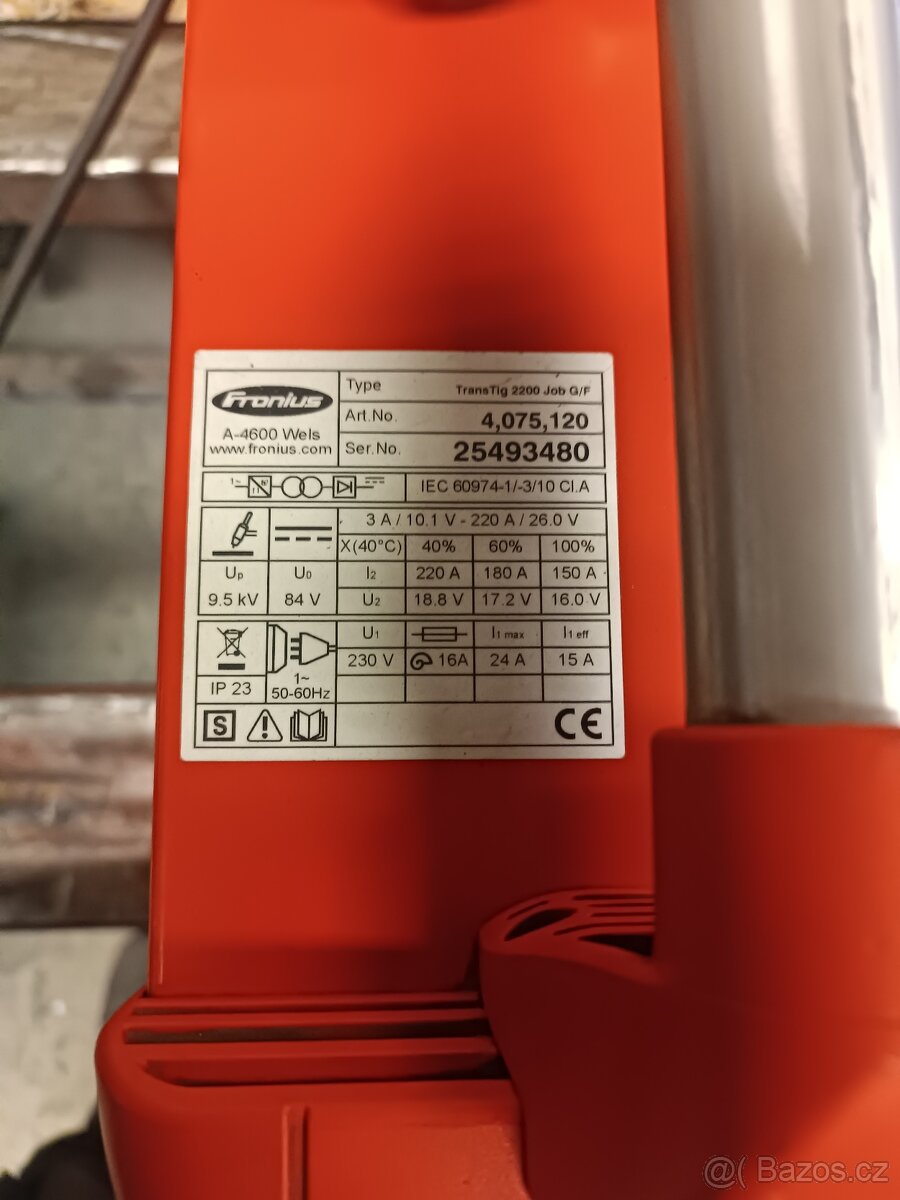 Fronius
A-4600 Wels
www.fronius.com
Type TransTig 2200 Job G/F
Art.No. 4,075,120
Ser.No. 25493480
1~ IEC 60974-1/-3/10 Cl.A
3 A / 10.1 V - 220 A / 26.0 V
X(40°C) 40% 60% 100%
Up U0 I2 220 A 180 A 150 A
9.5 kV 84 V U2 18.8 V 17.2 V 16.0 V
U1 I1 max I1 eff
230 V 16A 24 A 15 A
IP 23 1~
50-60Hz
S CE
@( Bazos.cz